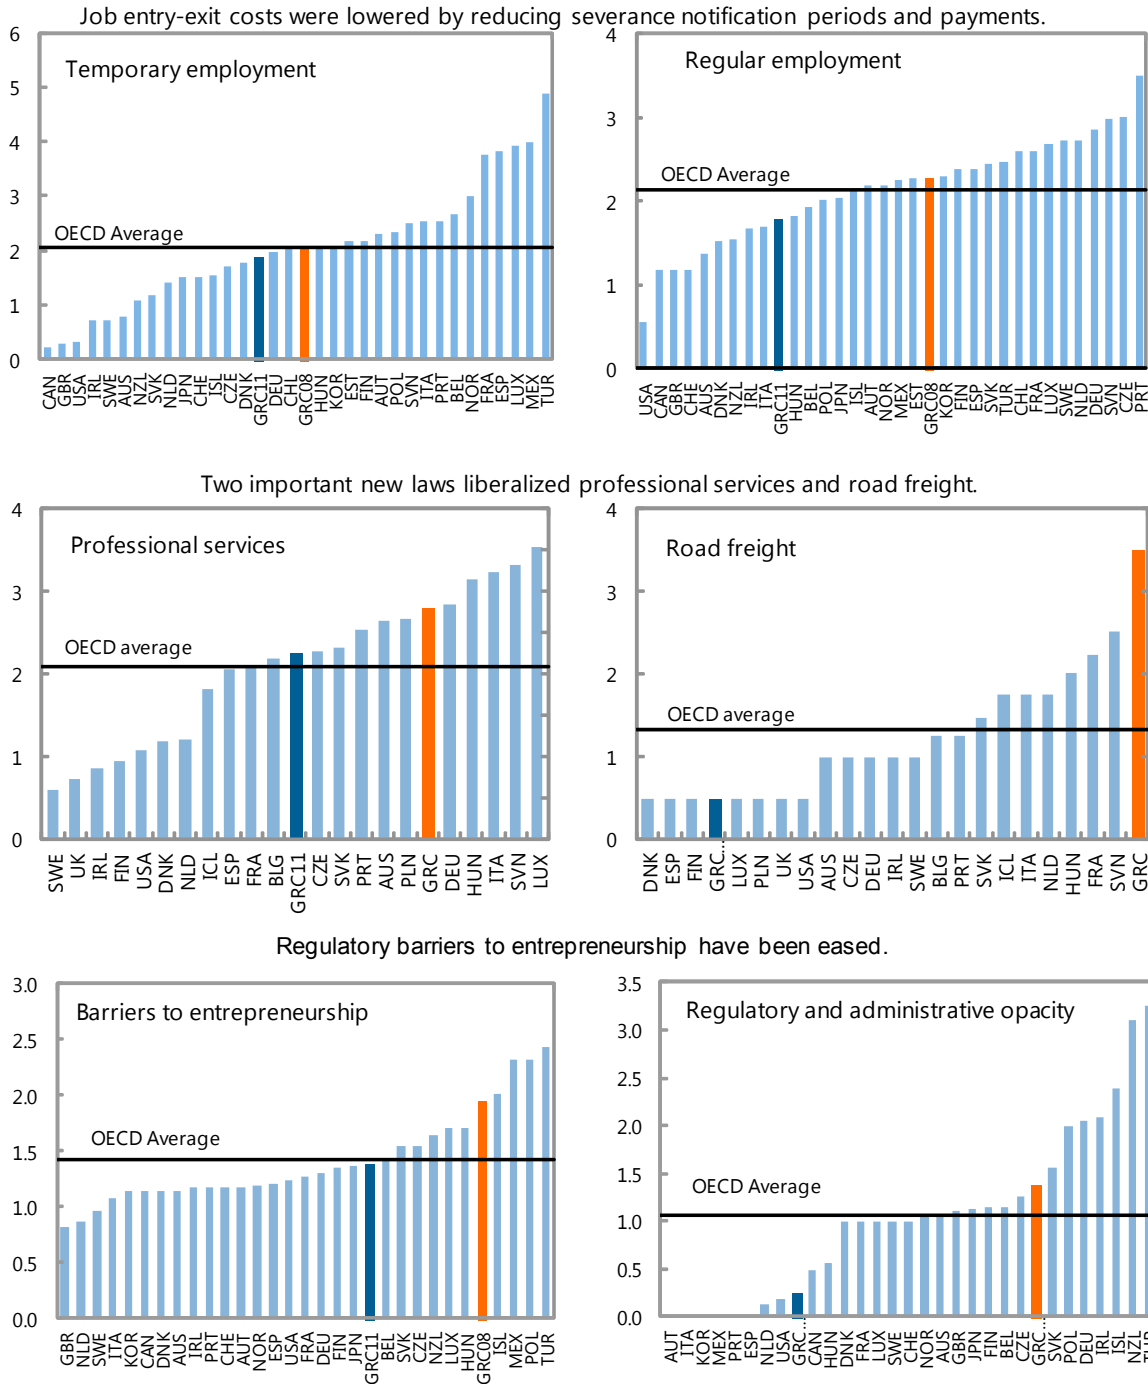 Job entry-exit costs were lowered by reducing severance notification periods and payments.
Temporary employment
6
5
4
3
2
1
0
OECD Average
CAN GBR USA IRL SWE AUS NZL SVK NLD JPN CHE ISL CZE DNK GRC11 DEU CHL GRC08 HUN KOR EST FIN AUT POL SVN ITA PRT BEL NOR FRA ESP LUX MEX TUR
Regular employment
4
3
2
1
0
OECD Average
USA CAN GBR CHE AUS DNK NZL IRL ITA GRC11 HUN BEL POL JPN ISL AUT NOR MEX EST GRC08 KOR FIN ESP SVK TUR CHL FRA LUX SWE NLD DEU SVN CZE PRT
Two important new laws liberalized professional services and road freight.
Professional services
4
3
2
1
0
OECD average
SWE UK IRL FIN USA DNK NLD ICL ESP FRA BLG GRC11 CZE SVK PRT AUS PLN GRC DEU HUN ITA SVN LUX
Road freight
4
3
2
1
0
OECD average
DNK ESP FIN GRC... LUX PLN UK USA AUS CZE DEU IRL SWE BLG PRT SVK ICL ITA NLD HUN FRA SVN GRC
Regulatory barriers to entrepreneurship have been eased.
Barriers to entrepreneurship
3.0
2.5
2.0
1.5
1.0
0.5
0.0
OECD Average
GBR NLD SWE ITA KOR CAN DNK AUS IRL PRT CHE AUT NOR ESP USA FRA DEU FIN JPN GRC11 BEL SVK CZE NZL LUX HUN GRC08 ISL MEX POL TUR
Regulatory and administrative opacity
3.5
3.0
2.5
2.0
1.5
1.0
0.5
0.0
OECD Average
AUT ITA KOR MEX PRT ESP NLD USA GRC... CAN HUN DNK FRA LUX SWE CHE NOR AUS GBR JPN FIN BEL CZE GRC... SVK POL DEU IRL ISL NZL TUR